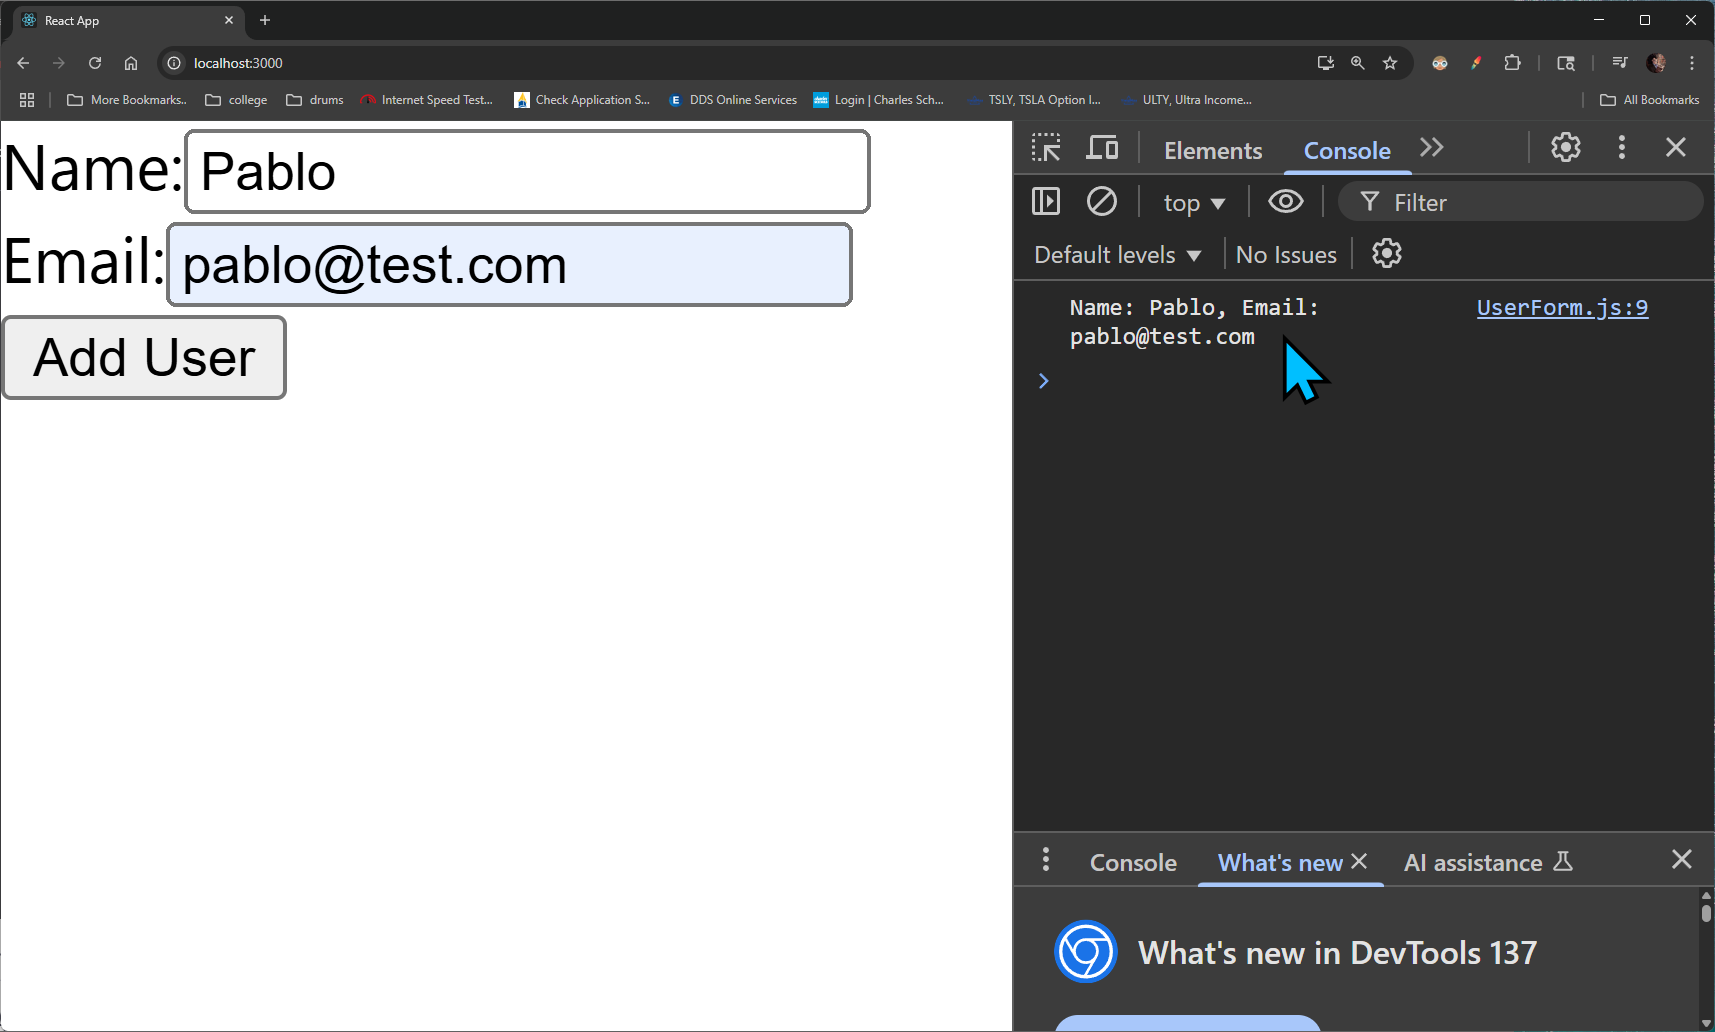 React App
localhost:3000
More Bookmarks..
college
drums
Internet Speed Test...
Check Application S...
DDS Online Services
Login | Charles Sch...
TSLY, TSLA Option I...
ULTY, Ultra Income...
All Bookmarks
Name: Pablo
Email: pablo@test.com
Add User
Elements Console
top Filter
Default levels No Issues
Name: Pablo, Email: UserForm.js:9
pablo@test.com
Console What's new AI assistance
What's new in DevTools 137